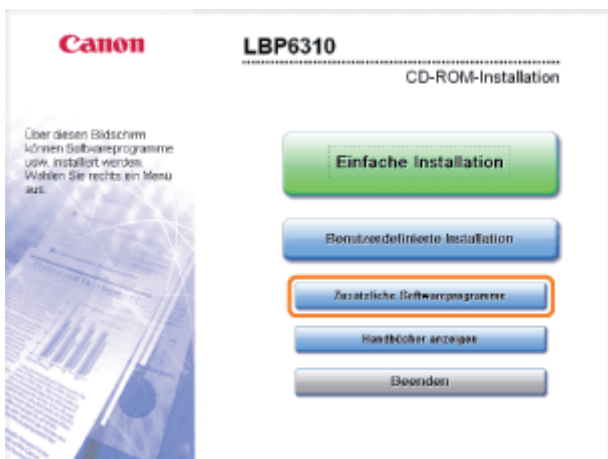 Canon
LBP6310
CD-ROM-Installation
Über diesen Bildschirm
können Softwareprogramme
usw. installiert werden.
Wählen Sie rechts ein Menü
aus.
Einfache Installation
Benutzerdefinierte Installation
Zusätzliche Softwareprogramme
Handbücher anzeigen
Beenden